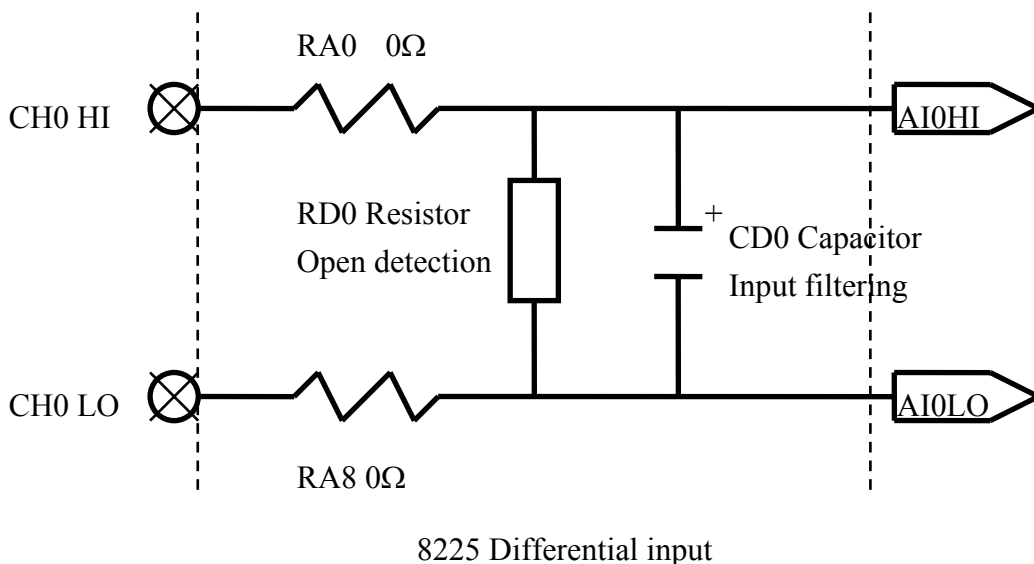 RA0 0Ω
CH0 HI
AI0HI
RD0 Resistor
Open detection
+
CD0 Capacitor
Input filtering
CH0 LO
AI0LO
RA8 0Ω
8225 Differential input